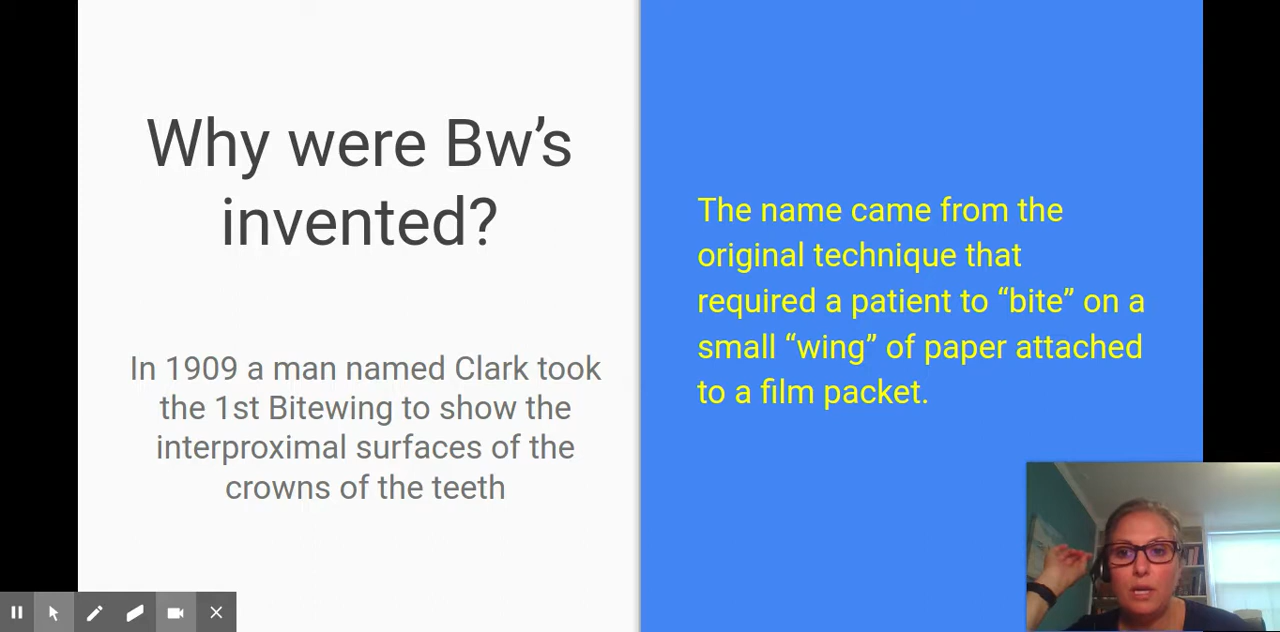 Why were Bw’s
invented?
In 1909 a man named Clark took
the 1st Bitewing to show the
interproximal surfaces of the
crowns of the teeth
The name came from the
original technique that
required a patient to “bite” on a
small “wing” of paper attached
to a film packet.